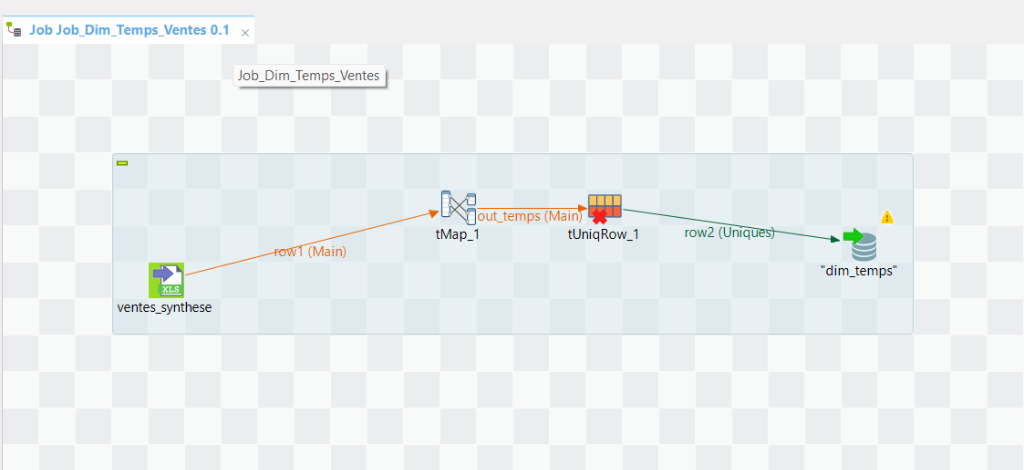 Job Job_Dim_Temps_Ventes 0.1
Job_Dim_Temps_Ventes
tMap_1
out_temps (Main)
tUniqRow_1
row2 (Uniques)
"dim_temps"
row1 (Main)
XLS
ventes_synthese